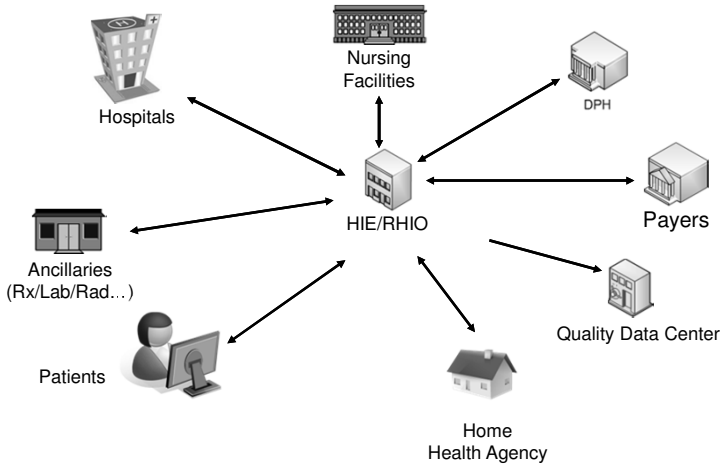 H
Nursing
Facilities
Hospitals
DPH
HIE/RHIO
Payers
Ancillaries
(Rx/Lab/Rad…)
Quality Data Center
Patients
Home
Health Agency